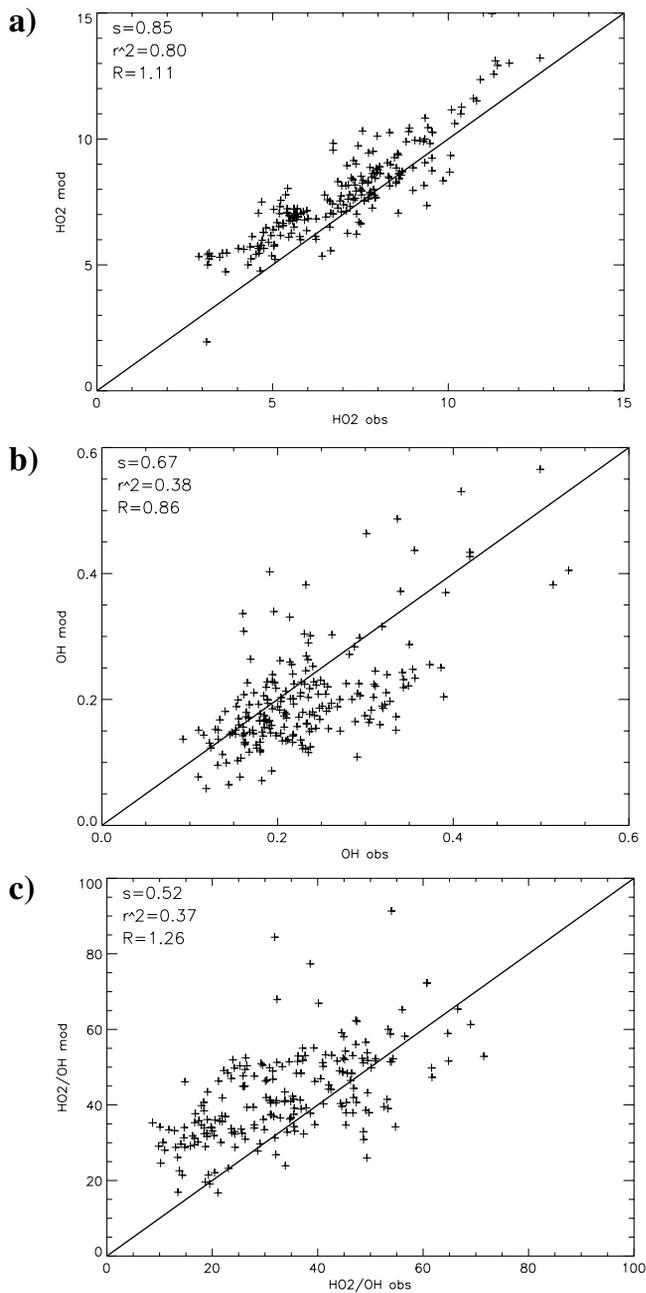 a)
s=0.85
r^2=0.80
R=1.11
15
10
5
0
HO2 mod
0
5
10
15
HO2 obs
b)
s=0.67
r^2=0.38
R=0.86
0.6
0.4
0.2
0.0
OH mod
0.0
0.2
0.4
0.6
OH obs
c)
s=0.52
r^2=0.37
R=1.26
100
80
60
40
20
0
HO2/OH mod
0
20
40
60
80
100
HO2/OH obs